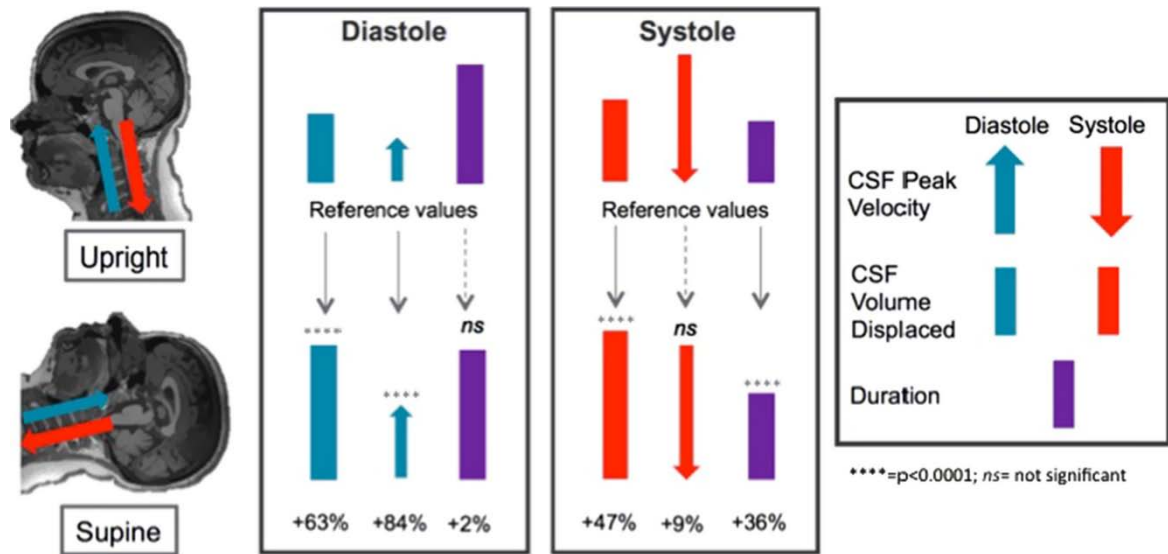 Upright
Supine
Diastole
Reference values
****
ns
****
+63% +84% +2%
Systole
Reference values
****
ns
****
+47% +9% +36%
Diastole Systole
CSF Peak
Velocity
CSF
Volume
Displaced
Duration
****=p<0.0001; ns= not significant